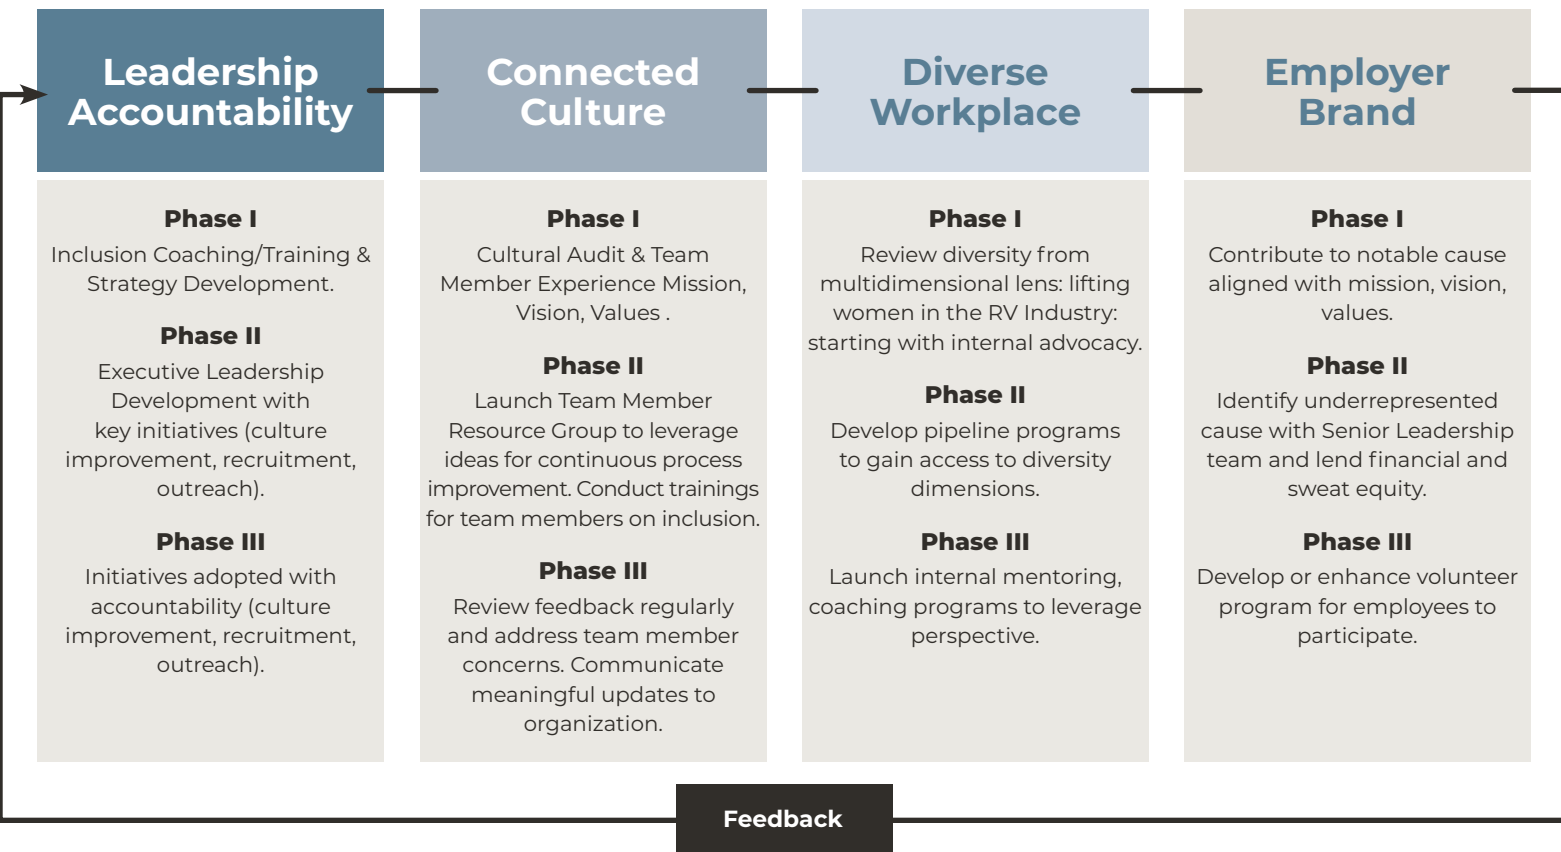 Leadership
Accountability
Phase I
Inclusion Coaching/Training &
Strategy Development.
Phase II
Executive Leadership
Development with
key initiatives (culture
improvement, recruitment,
outreach).
Phase III
Initiatives adopted with
accountability (culture
improvement, recruitment,
outreach).
Connected
Culture
Phase I
Cultural Audit & Team
Member Experience Mission,
Vision, Values .
Phase II
Launch Team Member
Resource Group to leverage
ideas for continuous process
improvement. Conduct trainings
for team members on inclusion.
Phase III
Review feedback regularly
and address team member
concerns. Communicate
meaningful updates to
organization.
Diverse
Workplace
Phase I
Review diversity from
multidimensional lens: lifting
women in the RV Industry:
starting with internal advocacy.
Phase II
Develop pipeline programs
to gain access to diversity
dimensions.
Phase III
Launch internal mentoring,
coaching programs to leverage
perspective.
Employer
Brand
Phase I
Contribute to notable cause
aligned with mission, vision,
values.
Phase II
Identify underrepresented
cause with Senior Leadership
team and lend financial and
sweat equity.
Phase III
Develop or enhance volunteer
program for employees to
participate.
Feedback